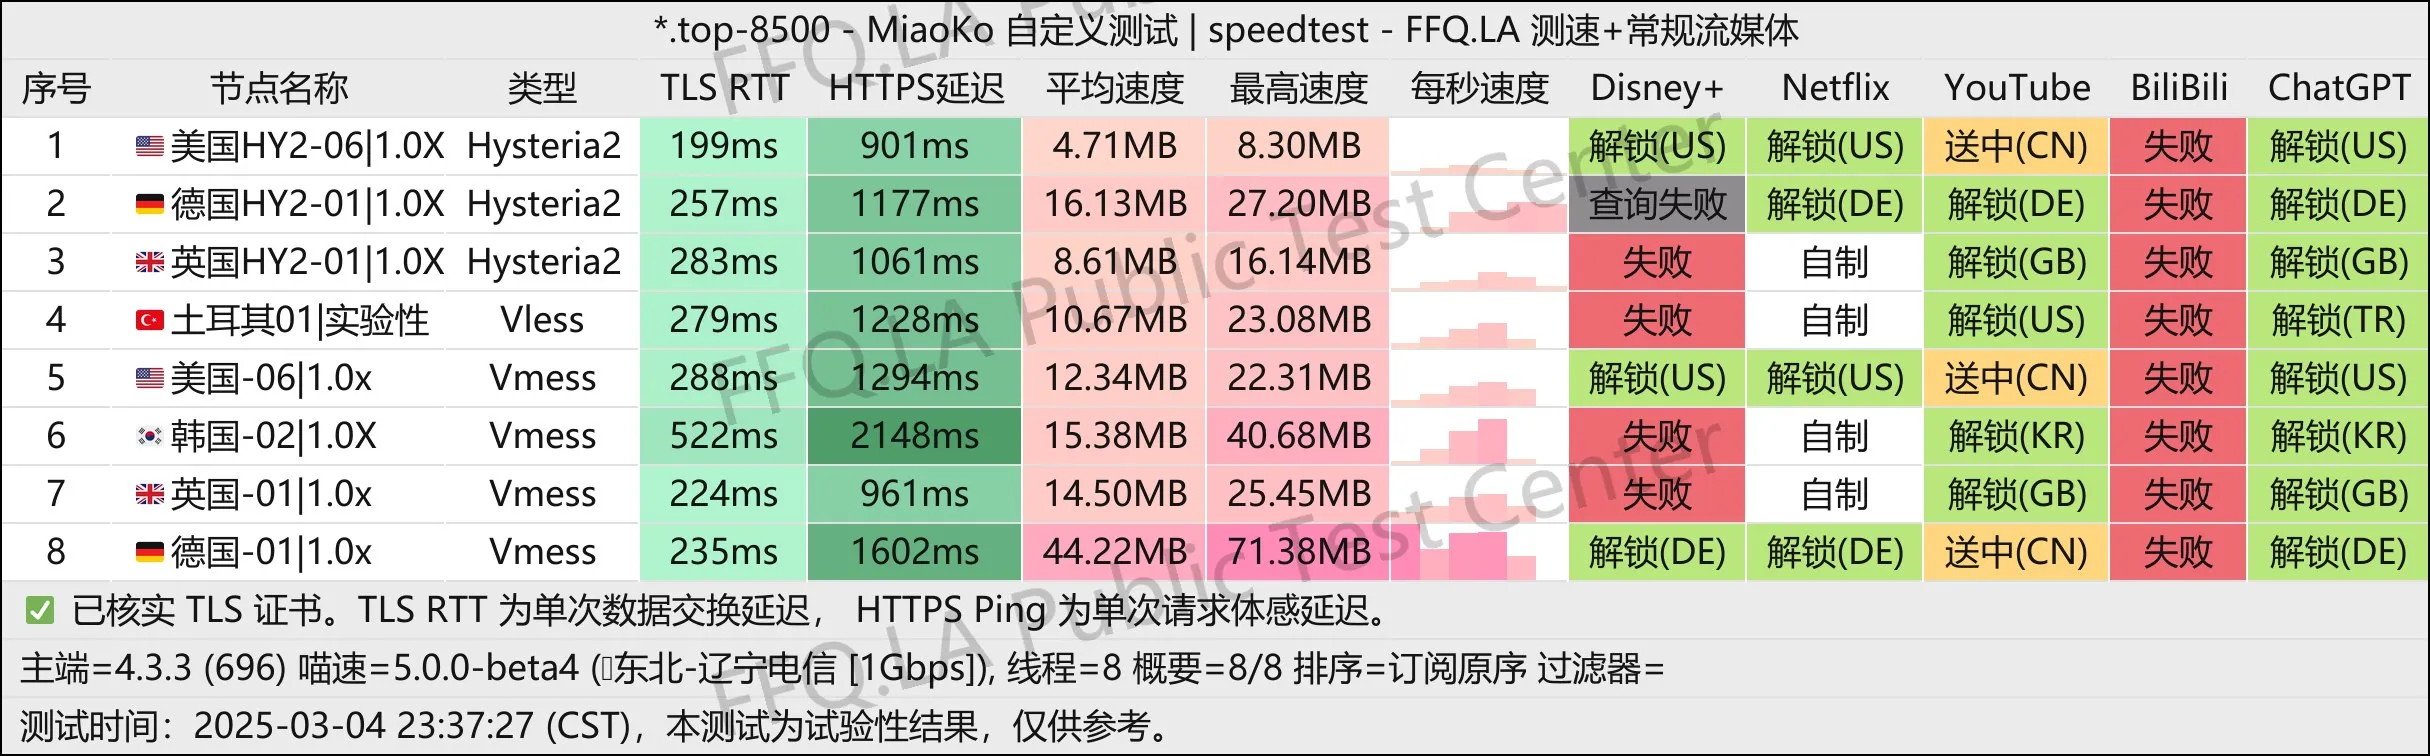 *.top-8500 - MiaoKo 自定义测试 | speedtest - FFQ.LA 测速+常规流媒体
序号 节点名称 类型 TLS RTT HTTPS延迟 平均速度 最高速度 每秒速度 Disney+ Netflix YouTube BiliBili ChatGPT
1 美国HY2-06|1.0X Hysteria2 199ms 901ms 4.71MB 8.30MB 解锁(US) 解锁(US) 送中(CN) 失败 解锁(US)
2 德国HY2-01|1.0X Hysteria2 257ms 1177ms 16.13MB 27.20MB 查询失败 解锁(DE) 解锁(DE) 失败 解锁(DE)
3 英国HY2-01|1.0X Hysteria2 283ms 1061ms 8.61MB 16.14MB 失败 自制 解锁(GB) 失败 解锁(GB)
4 土耳其01|实验性 Vless 279ms 1228ms 10.67MB 23.08MB 失败 自制 解锁(US) 失败 解锁(TR)
5 美国-06|1.0x Vmess 288ms 1294ms 12.34MB 22.31MB 解锁(US) 解锁(US) 送中(CN) 失败 解锁(US)
6 韩国-02|1.0X Vmess 522ms 2148ms 15.38MB 40.68MB 失败 自制 解锁(KR) 失败 解锁(KR)
7 英国-01|1.0x Vmess 224ms 961ms 14.50MB 25.45MB 失败 自制 解锁(GB) 失败 解锁(GB)
8 德国-01|1.0x Vmess 235ms 1602ms 44.22MB 71.38MB 解锁(DE) 解锁(DE) 送中(CN) 失败 解锁(DE)
✅ 已核实 TLS 证书。TLS RTT 为单次数据交换延迟， HTTPS Ping 为单次请求体感延迟。
主端=4.3.3 (696) 喵速=5.0.0-beta4 (东北-辽宁电信 [1Gbps]), 线程=8 概要=8/8 排序=订阅原序 过滤器=
测试时间：2025-03-04 23:37:27 (CST)，本测试为试验性结果，仅供参考。
FFQ.LA Public Test Center
FFQ.LA Public Test Center
FFQ.LA Public Test Center